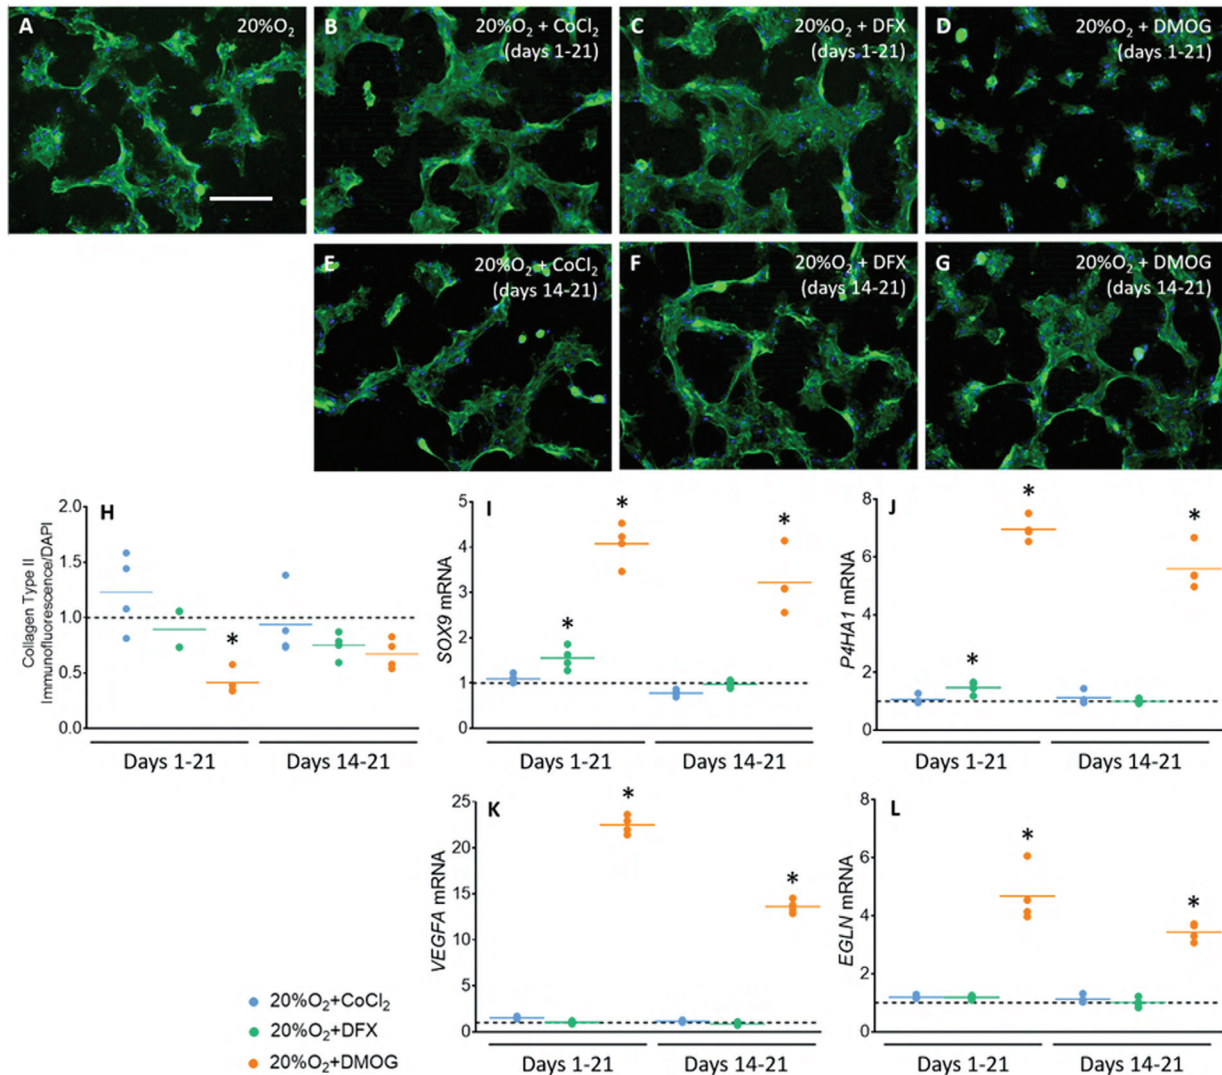 A
20%O₂
B
20%O₂ + CoCl₂
(days 1-21)
C
20%O₂ + DFX
(days 1-21)
D
20%O₂ + DMOG
(days 1-21)
E
20%O₂ + CoCl₂
(days 14-21)
F
20%O₂ + DFX
(days 14-21)
G
20%O₂ + DMOG
(days 14-21)
H
Collagen Type II
Immunofluorescence/DAPI
2.0
1.5
1.0
0.5
0.0
*
Days 1-21
Days 14-21
I
SOX9 mRNA
5
4
3
2
1
0
*
*
*
Days 1-21
Days 14-21
J
P4HA1 mRNA
8
6
4
2
0
*
*
*
Days 1-21
Days 14-21
K
VEGFA mRNA
25
20
15
10
5
0
*
*
Days 1-21
Days 14-21
L
EGLN mRNA
8
6
4
2
0
*
*
Days 1-21
Days 14-21
20%O₂+CoCl₂
20%O₂+DFX
20%O₂+DMOG